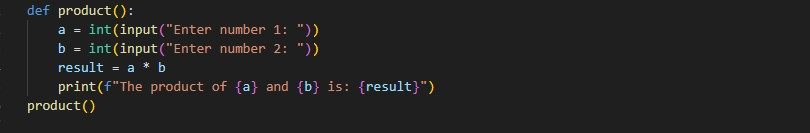 def product():
    a = int(input("Enter number 1: "))
    b = int(input("Enter number 2: "))
    result = a * b
    print(f"The product of {a} and {b} is: {result}")
product()